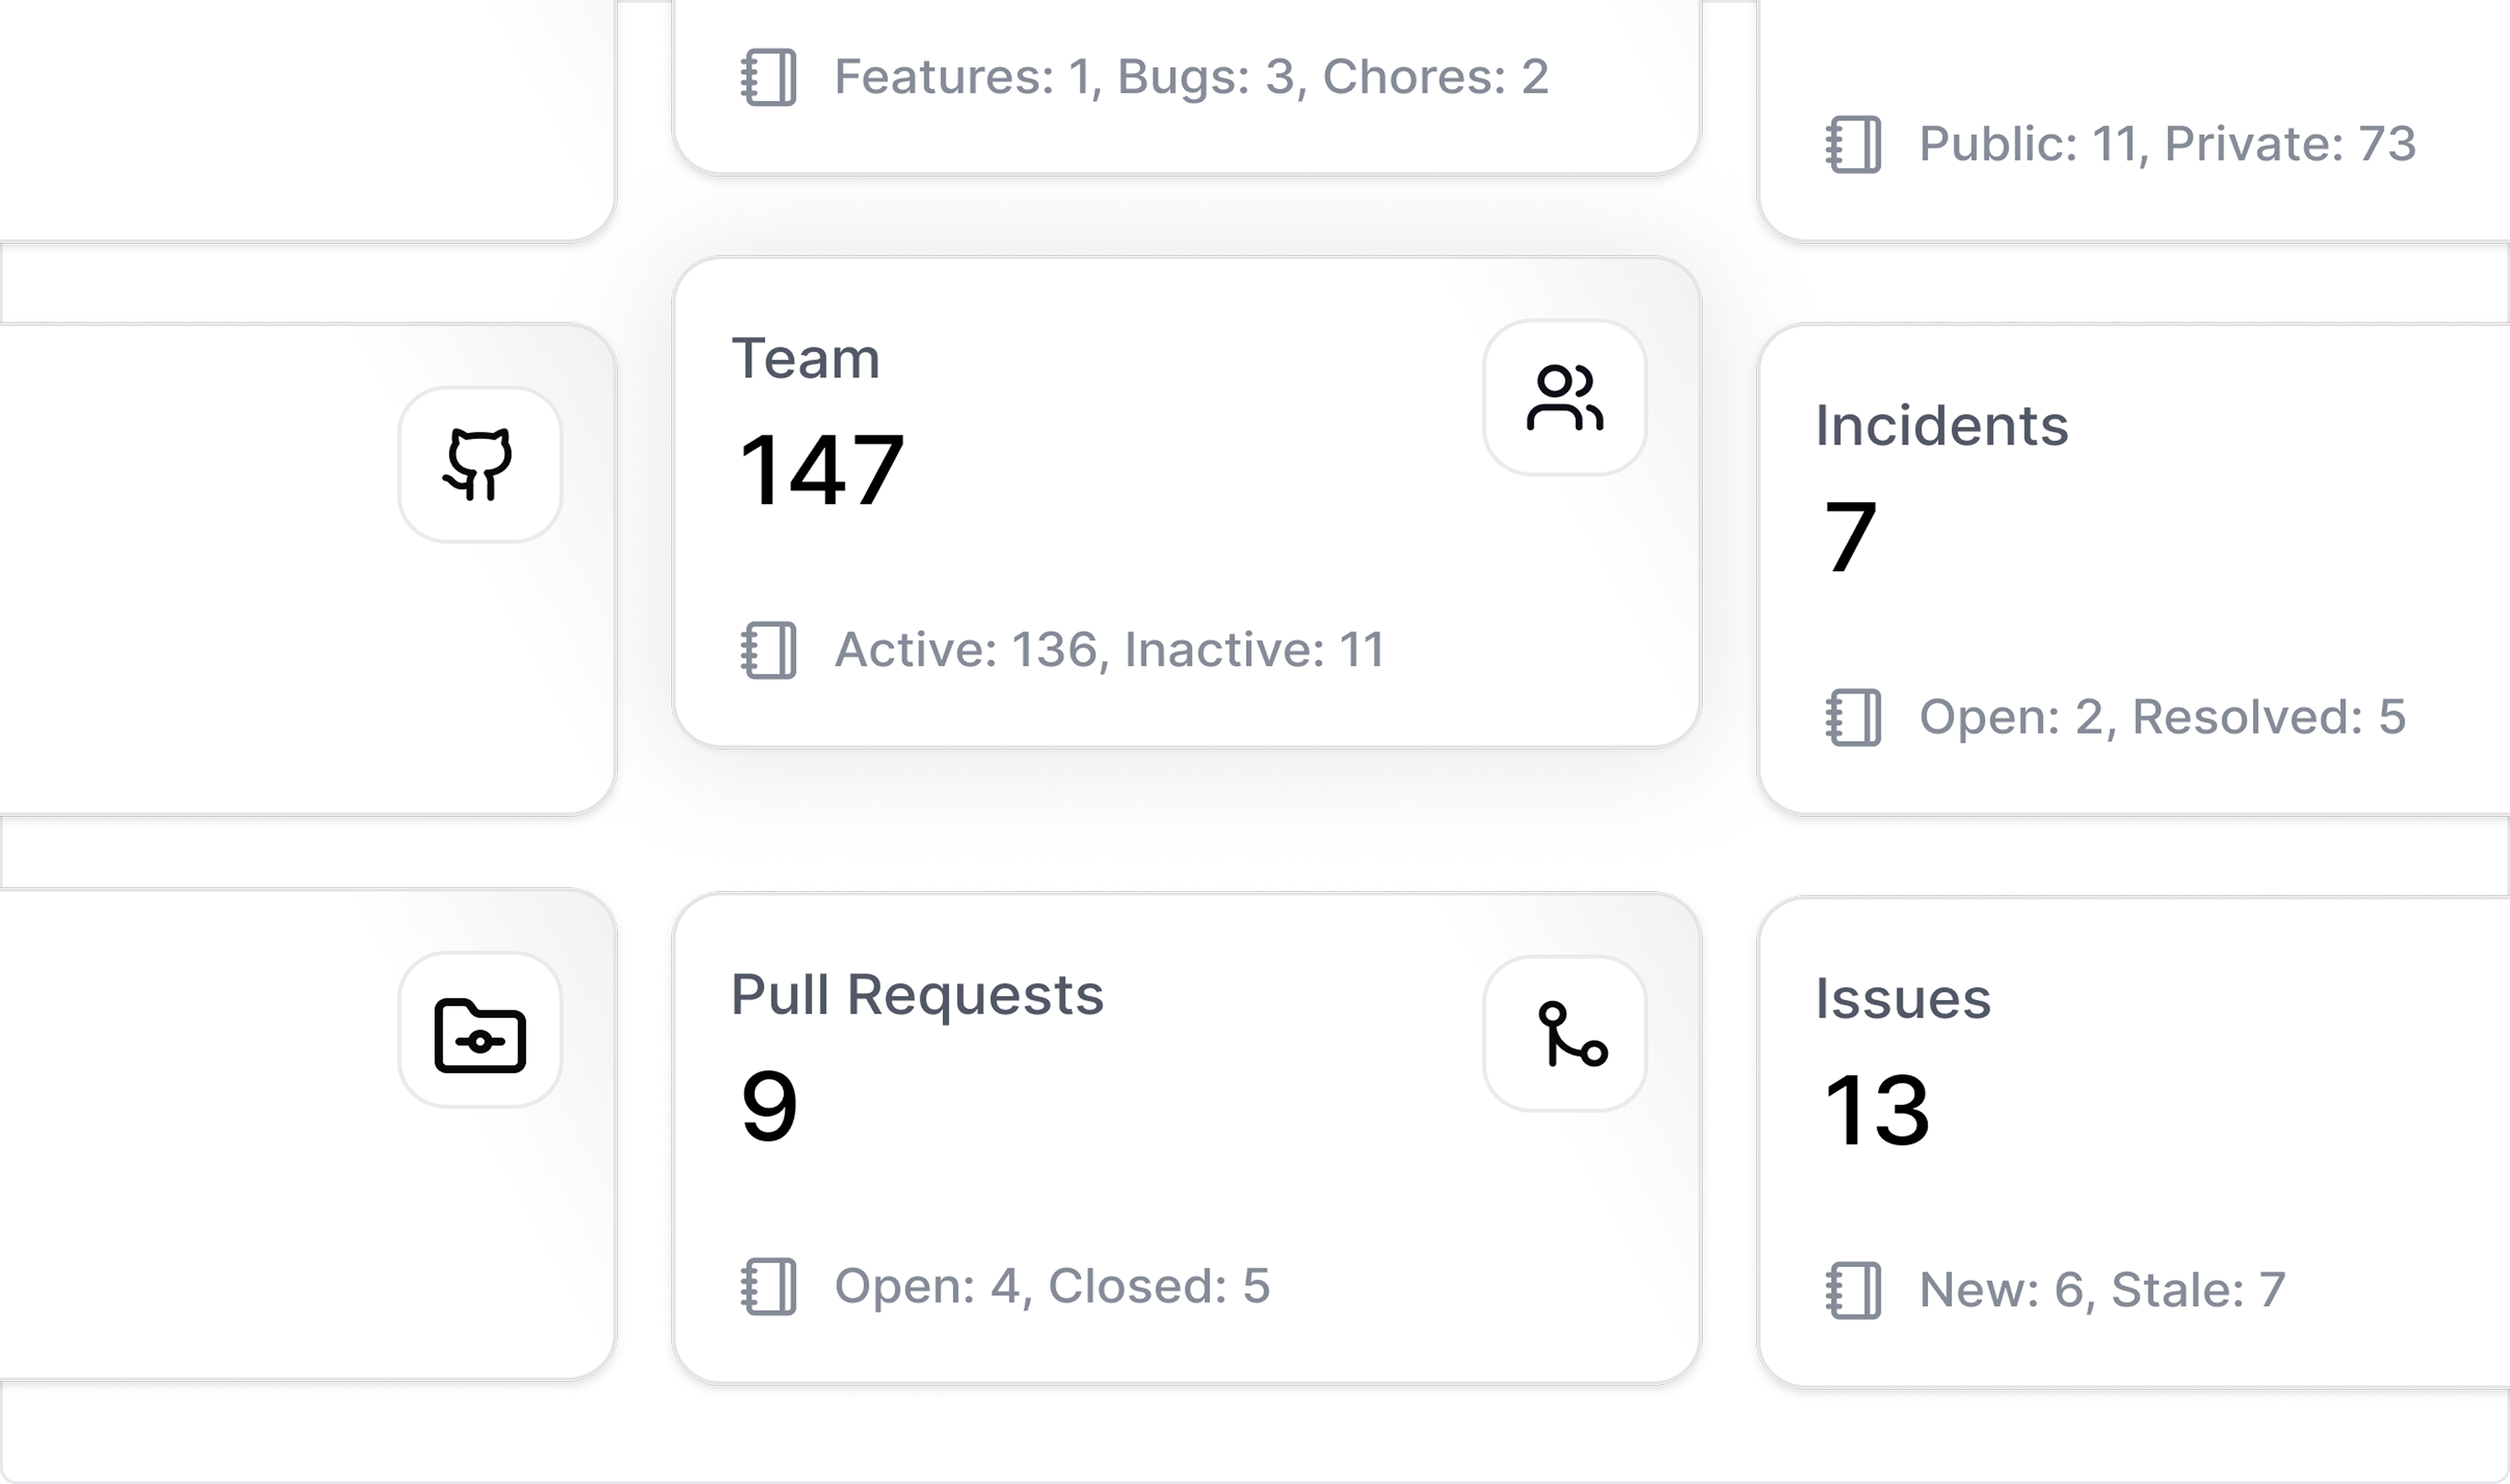 Features: 1, Bugs: 3, Chores: 2
Public: 11, Private: 73
Team
147
Active: 136, Inactive: 11
Incidents
7
Open: 2, Resolved: 5
Pull Requests
9
Open: 4, Closed: 5
Issues
13
New: 6, Stale: 7